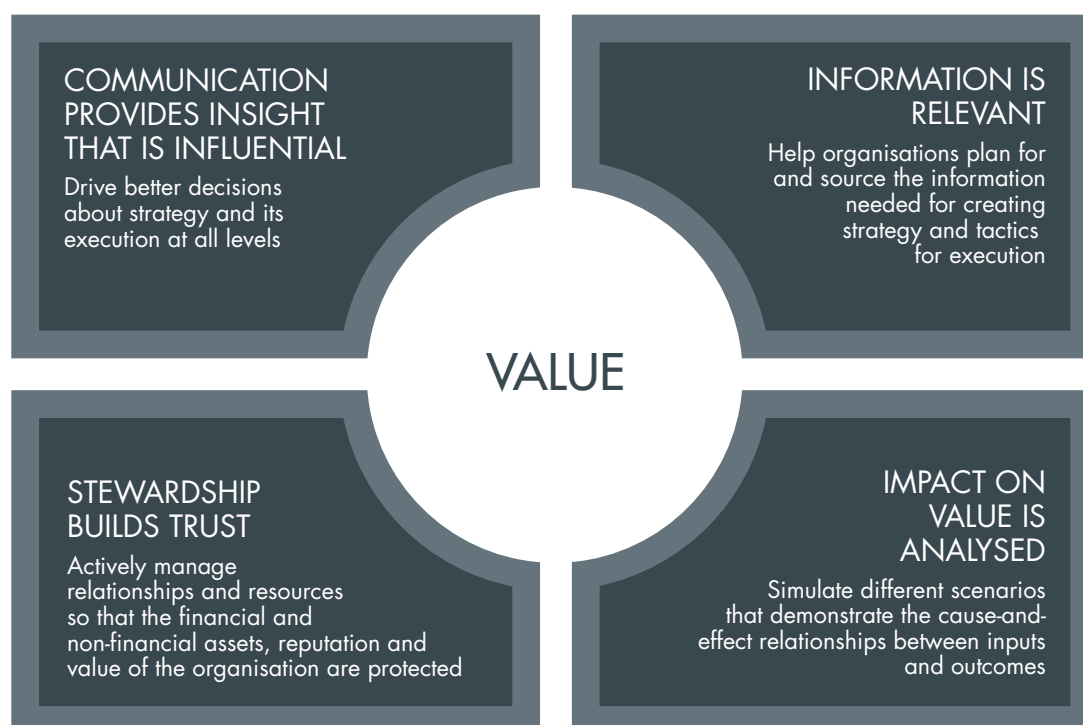 COMMUNICATION
PROVIDES INSIGHT
THAT IS INFLUENTIAL
Drive better decisions
about strategy and its
execution at all levels
INFORMATION IS
RELEVANT
Help organisations plan for
and source the information
needed for creating
strategy and tactics
for execution
VALUE
STEWARDSHIP
BUILDS TRUST
Actively manage
relationships and resources
so that the financial and
non-financial assets, reputation and
value of the organisation are protected
IMPACT ON
VALUE IS
ANALYSED
Simulate different scenarios
that demonstrate the cause-and-
effect relationships between inputs
and outcomes